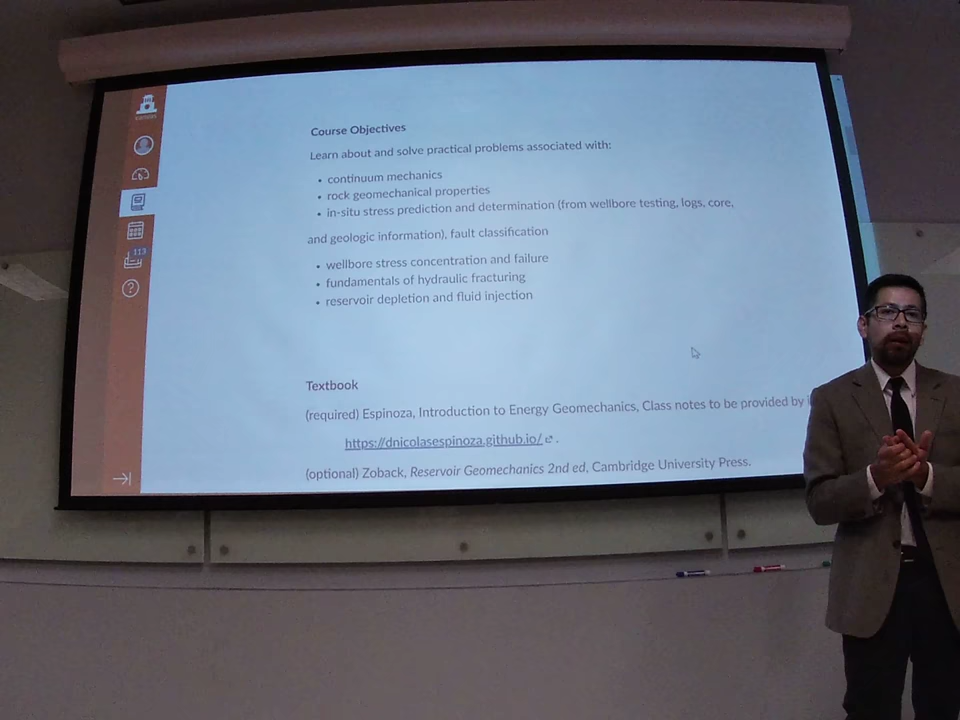 Course Objectives
Learn about and solve practical problems associated with:
• continuum mechanics
• rock geomechanical properties
• in-situ stress prediction and determination (from wellbore testing, logs, core,
and geologic information), fault classification
113
• wellbore stress concentration and failure
• fundamentals of hydraulic fracturing
• reservoir depletion and fluid injection
Textbook
(required) Espinoza, Introduction to Energy Geomechanics, Class notes to be provided by
https://dnicolasespinoza.github.io/ .
(optional) Zoback, Reservoir Geomechanics 2nd ed, Cambridge University Press.